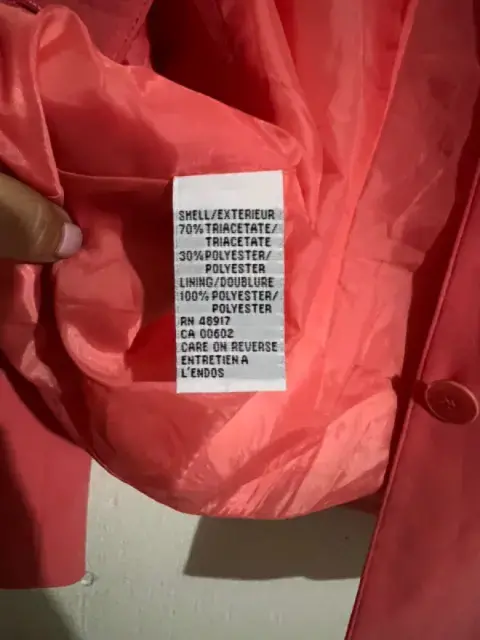 SHELL/EXTERIEUR
70% TRIACETATE/
TRIACETATE
30% POLYESTER/
POLYESTER
LINING/DOUBLURE
100% POLYESTER/
POLYESTER
RN 48917
CA 00602
CARE ON REVERSE
ENTRETIEN A
L'ENDOS